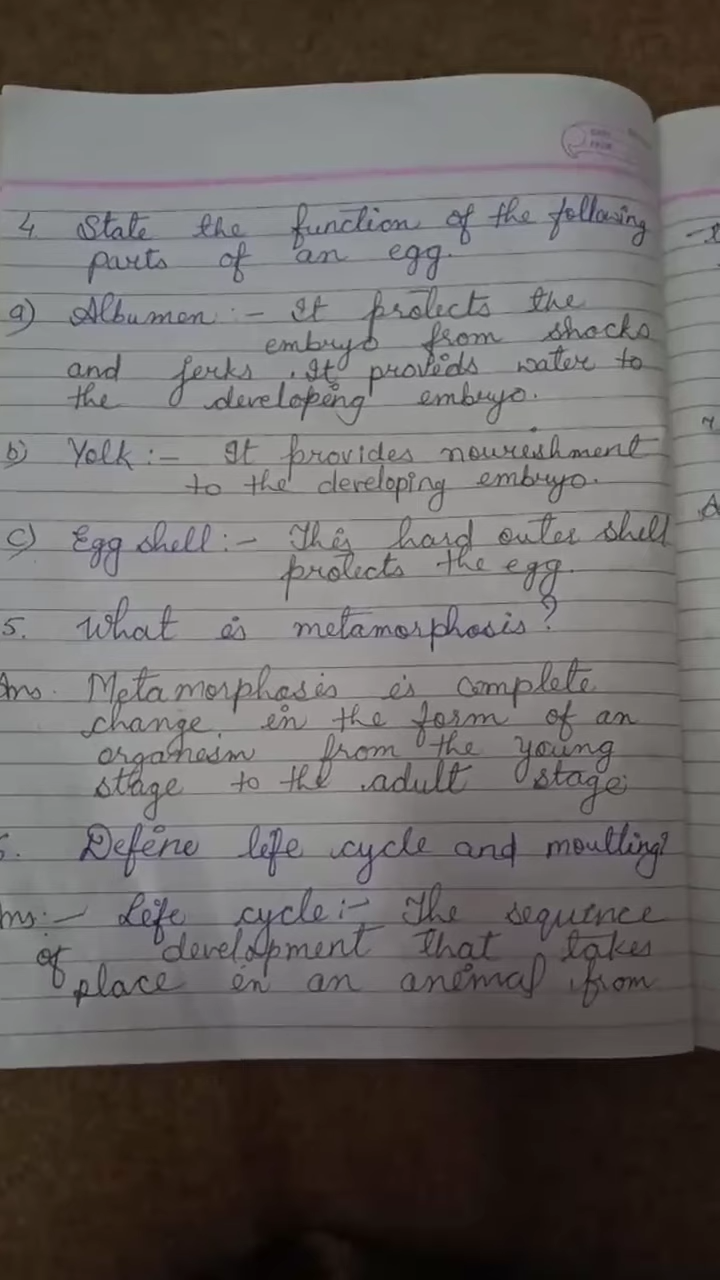 4. State the function of the following
parts of an egg.
a) Albumen :- It protects the
embryo from shocks
and jerks. It proveds water to
the developing embryo.
b) Yolk :- It provides nourishment
to the developing embryo.
c) Egg shell :- This hard outer shell
protects the egg.
5. What is metamorphosis?
Ans. Metamorphosis is complete
change in the form of an
organism from the young
stage to the adult stage.
6. Define life cycle and moulting?
Ans :- Life cycle :- The sequence
of development that takes
place in an animal from